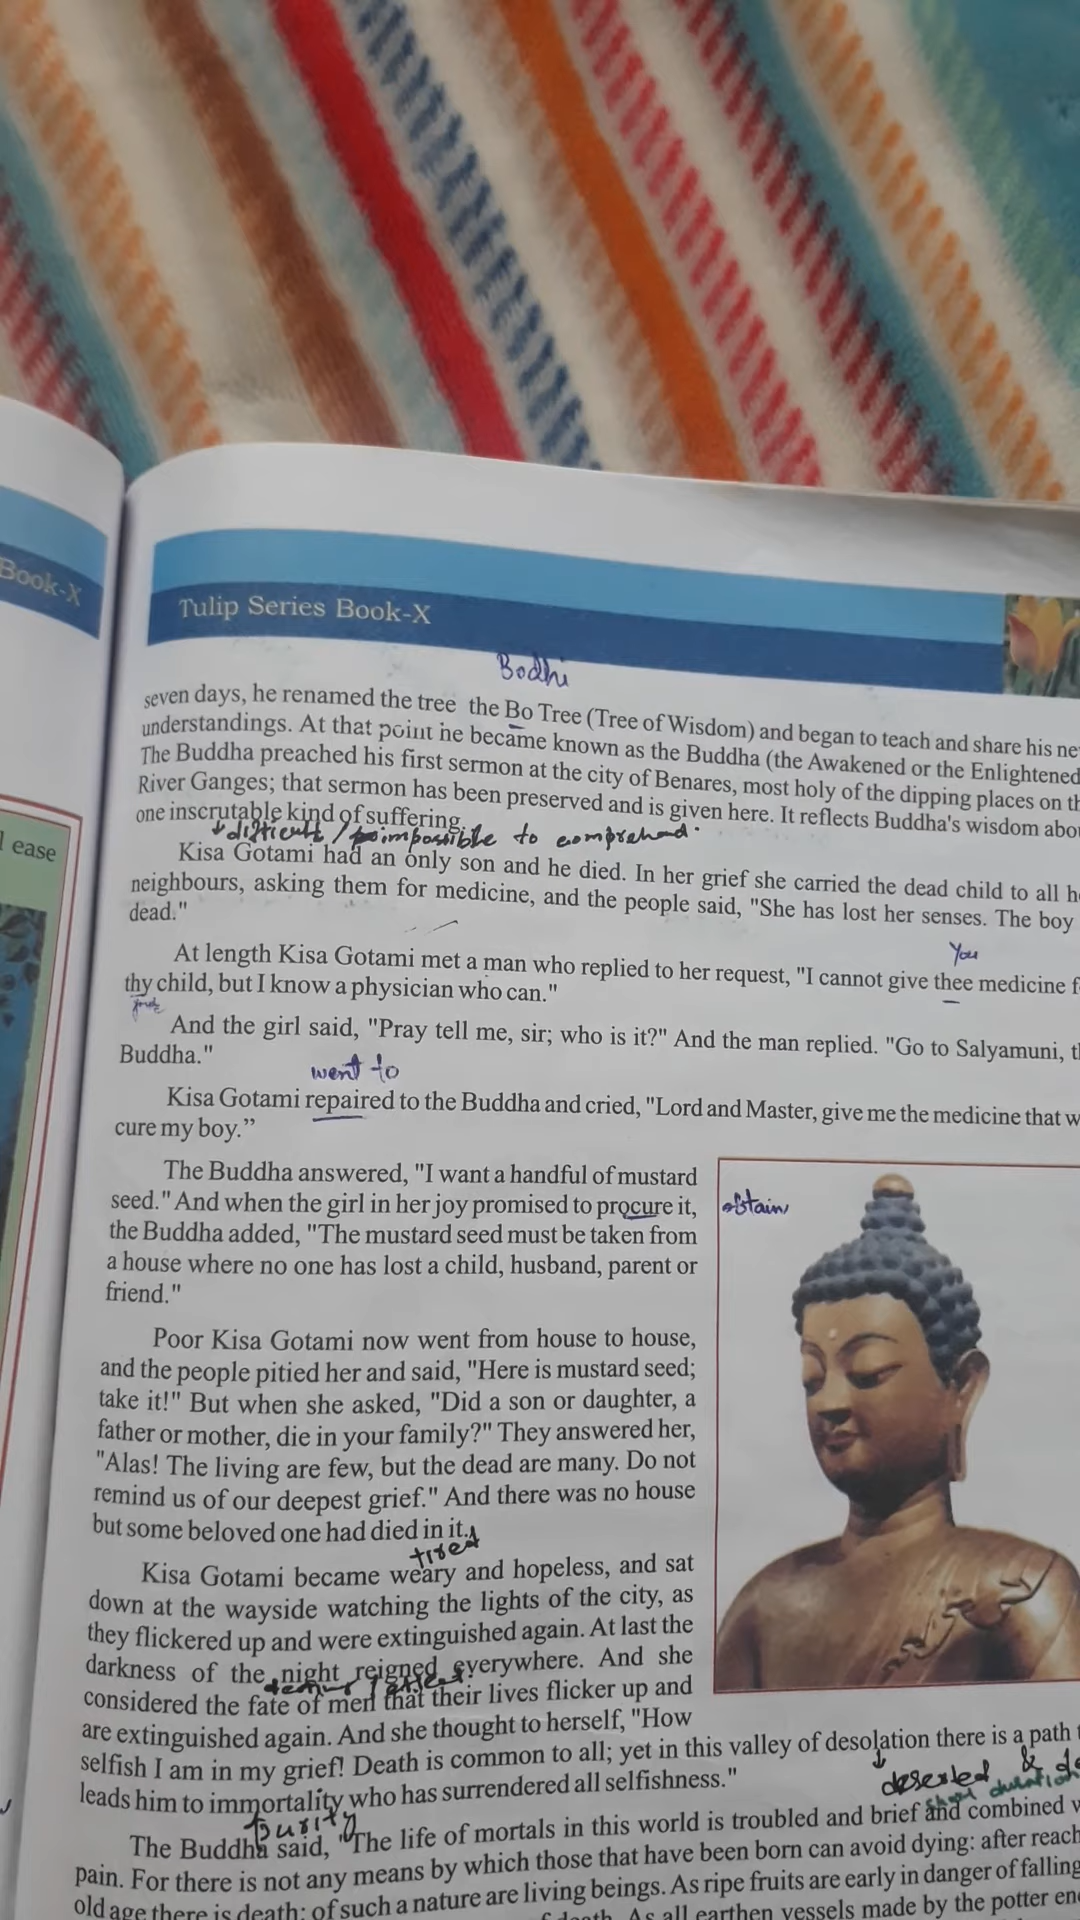 Book-X
l ease
Tulip Series Book-X
Bodhi
seven days, he renamed the tree the Bo Tree (Tree of Wisdom) and began to teach and share his ne
understandings. At that point he became known as the Buddha (the Awakened or the Enlightened
The Buddha preached his first sermon at the city of Benares, most holy of the dipping places on th
River Ganges; that sermon has been preserved and is given here. It reflects Buddha's wisdom abou
one inscrutable kind of suffering.
difficult / impossible to comprehend.
Kisa Gotami had an only son and he died. In her grief she carried the dead child to all he
neighbours, asking them for medicine, and the people said, "She has lost her senses. The boy
dead."
You
At length Kisa Gotami met a man who replied to her request, "I cannot give thee medicine f
thy child, but I know a physician who can."
And the girl said, "Pray tell me, sir; who is it?" And the man replied. "Go to Salyamuni, th
Buddha."
went to
Kisa Gotami repaired to the Buddha and cried, "Lord and Master, give me the medicine that w
cure my boy.”
The Buddha answered, "I want a handful of mustard
seed." And when the girl in her joy promised to procure it,
obtain
the Buddha added, "The mustard seed must be taken from
a house where no one has lost a child, husband, parent or
friend."
Poor Kisa Gotami now went from house to house,
and the people pitied her and said, "Here is mustard seed;
take it!" But when she asked, "Did a son or daughter, a
father or mother, die in your family?" They answered her,
"Alas! The living are few, but the dead are many. Do not
remind us of our deepest grief." And there was no house
but some beloved one had died in it.
tired
Kisa Gotami became weary and hopeless, and sat
down at the wayside watching the lights of the city, as
they flickered up and were extinguished again. At last the
darkness of the night reigned everywhere. And she
considered the fate of men that their lives flicker up and
are extinguished again. And she thought to herself, "How
selfish I am in my grief! Death is common to all; yet in this valley of desolation there is a path t
deserted &
leads him to immortality who has surrendered all selfishness."
short duration
purity
The Buddha said, "The life of mortals in this world is troubled and brief and combined w
pain. For there is not any means by which those that have been born can avoid dying: after reach
old age there is death: of such a nature are living beings. As ripe fruits are early in danger of falling
death. As all earthen vessels made by the potter end